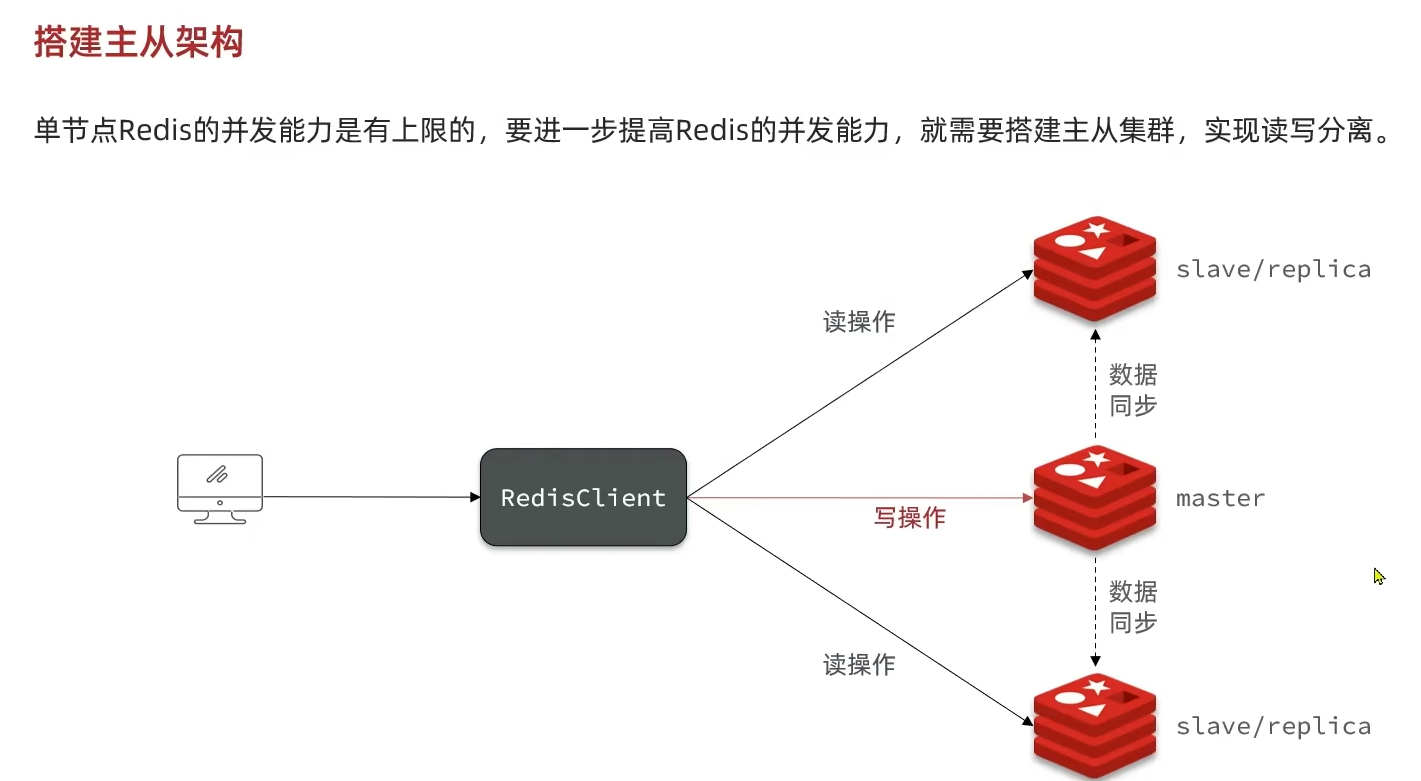 搭建主从架构
单节点Redis的并发能力是有上限的，要进一步提高Redis的并发能力，就需要搭建主从集群，实现读写分离。
slave/replica
读操作
数据
同步
RedisClient
master
写操作
数据
同步
读操作
slave/replica